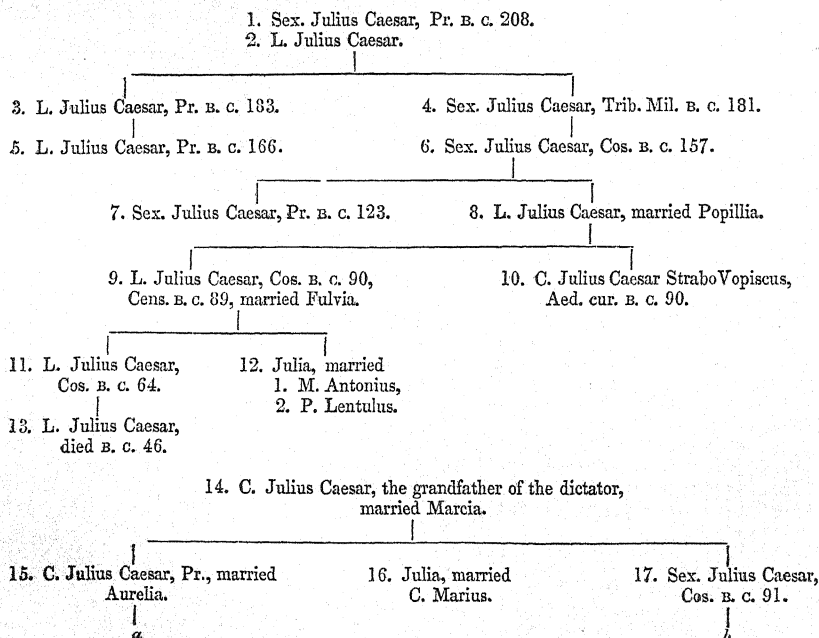 1. Sex. Julius Caesar, Pr. B. C. 208.
2. L. Julius Caesar.
3. L. Julius Caesar, Pr. B. C. 183.
4. Sex. Julius Caesar, Trib. Mil. B. C. 181.
5. L. Julius Caesar, Pr. B. C. 166.
6. Sex. Julius Caesar, Cos. B. C. 157.
7. Sex. Julius Caesar, Pr. B. C. 123.
8. L. Julius Caesar, married Popillia.
9. L. Julius Caesar, Cos. B. C. 90,
Cens. B. C. 89, married Fulvia.
10. C. Julius Caesar Strabo Vopiscus,
Aed. cur. B. C. 90.
11. L. Julius Caesar,
Cos. B. C. 64.
12. Julia, married
1. M. Antonius,
2. P. Lentulus.
13. L. Julius Caesar,
died B. C. 46.
14. C. Julius Caesar, the grandfather of the dictator,
married Marcia.
15. C. Julius Caesar, Pr., married
Aurelia.
16. Julia, married
C. Marius.
17. Sex. Julius Caesar,
Cos. B. C. 91.
a
b